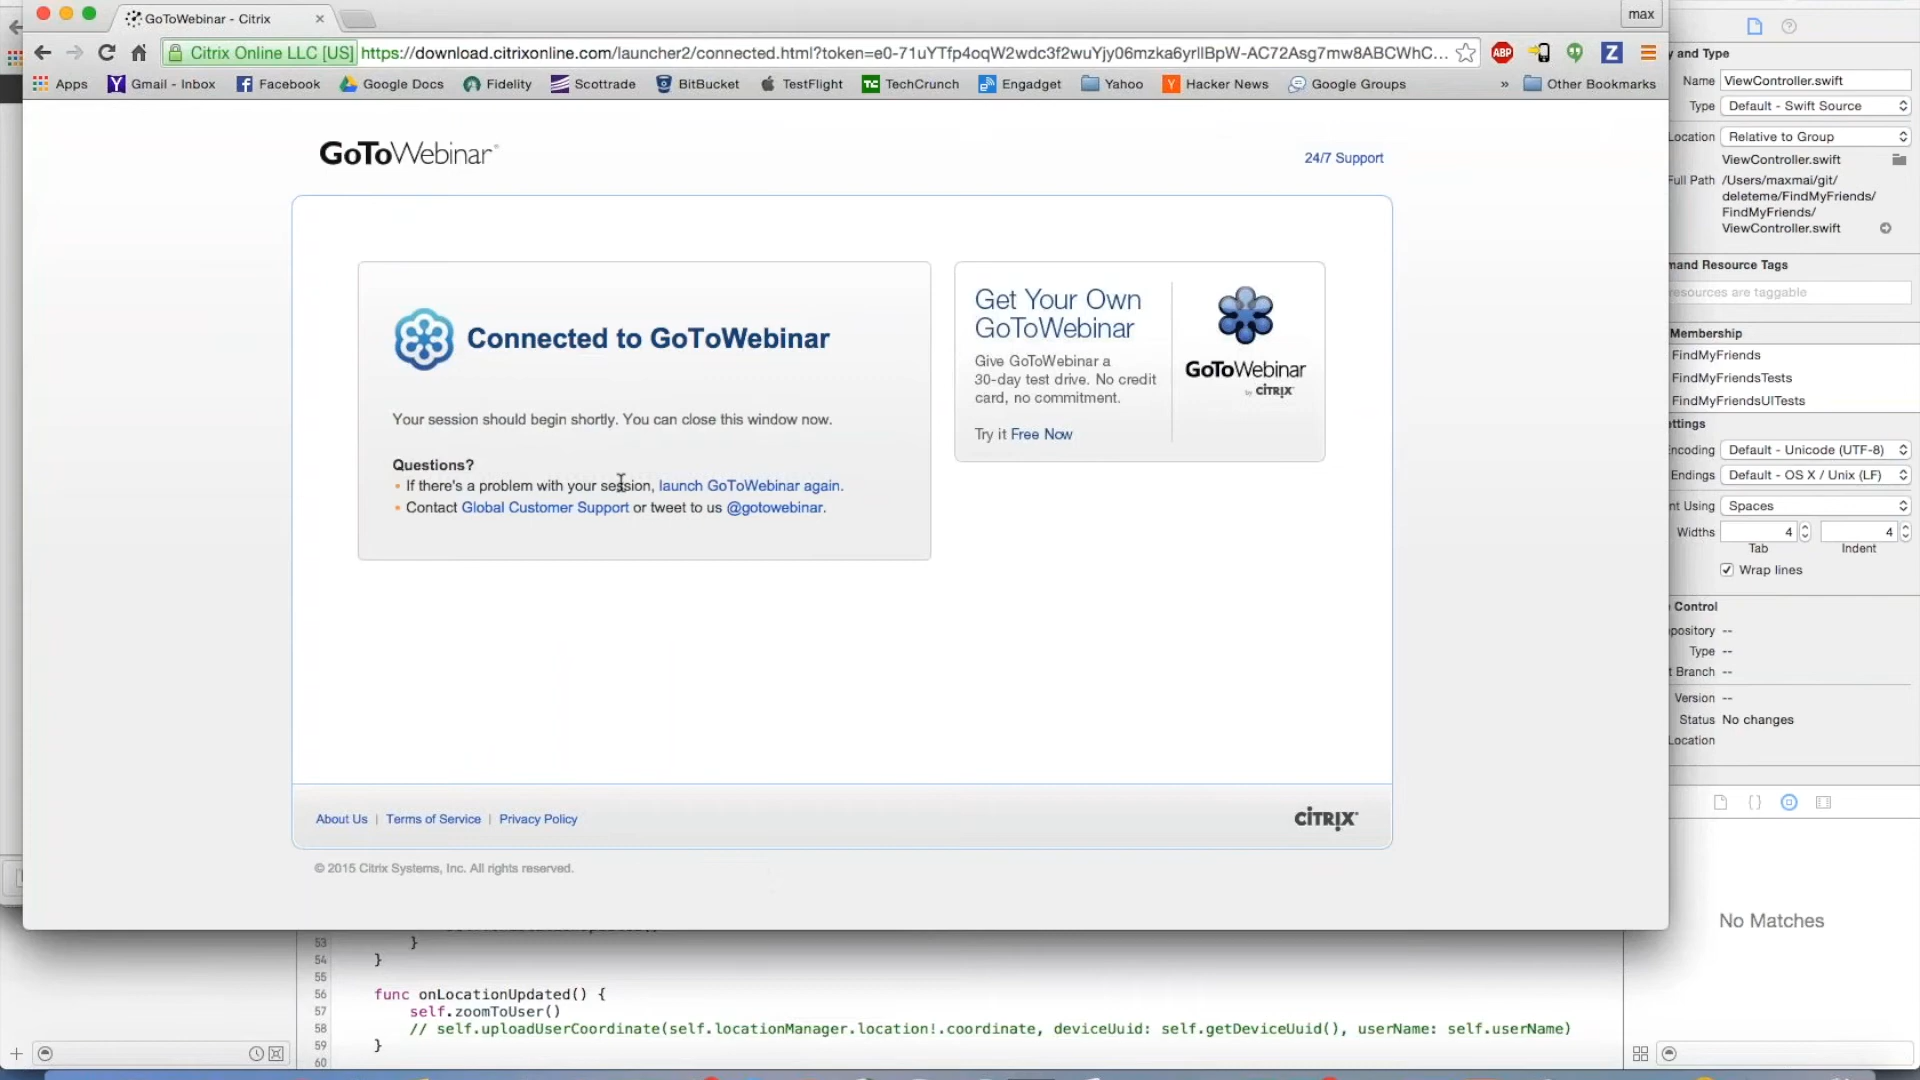 GoToWebinar - Citrix
max
Citrix Online LLC [US]
https://download.citrixonline.com/launcher2/connected.html?token=e0-71uYTfp4oqW2wdc3f2wuYjy06mzka6yrllBpW-AC72Asg7mw8ABCWhC...
ABP
Z
Apps
Gmail - Inbox
Facebook
Google Docs
Fidelity
Scottrade
BitBucket
TestFlight
TechCrunch
Engadget
Yahoo
Hacker News
Google Groups
»
Other Bookmarks
GoToWebinar
24/7 Support
Connected to GoToWebinar
Your session should begin shortly. You can close this window now.
Questions?
• If there's a problem with your session, launch GoToWebinar again.
• Contact Global Customer Support or tweet to us @gotowebinar.
Get Your Own
GoToWebinar
Give GoToWebinar a
30-day test drive. No credit
card, no commitment.
Try it Free Now
GoToWebinar
by CITRIX
About Us | Terms of Service | Privacy Policy
CITRIX
© 2015 Citrix Systems, Inc. All rights reserved.
y and Type
Name ViewController.swift
Type Default - Swift Source
Location Relative to Group
ViewController.swift
Full Path /Users/maxmai/git/
deleteme/FindMyFriends/
FindMyFriends/
ViewController.swift
mand Resource Tags
resources are taggable
Membership
FindMyFriends
FindMyFriendsTests
FindMyFriendsUITests
ettings
ncoding Default - Unicode (UTF-8)
Endings Default - OS X / Unix (LF)
nt Using Spaces
Widths 4 4
Tab Indent
Wrap lines
Control
pository --
Type --
t Branch --
Version --
Status No changes
Location
{ }
No Matches
53 }
54 }
55
56 func onLocationUpdated() {
57 self.zoomToUser()
58 // self.uploadUserCoordinate(self.locationManager.location!.coordinate, deviceUuid: self.getDeviceUuid(), userName: self.userName)
59 }
60